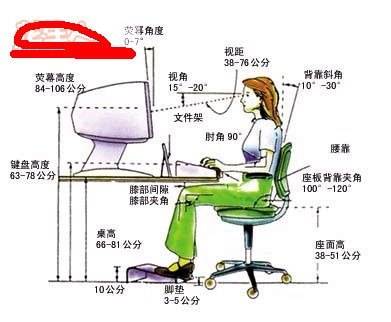 荧幕角度
0-7°
视距
38-76公分
荧幕高度
84-106公分
视角
15°-20°
背靠斜角
10°-30°
文件架
肘角90°
腰靠
键盘高度
63-78公分
座板背靠夹角
100°-120°
膝部间隙
膝部夹角
桌高
66-81公分
座面高
38-51公分
10公分
脚垫
3-5公分